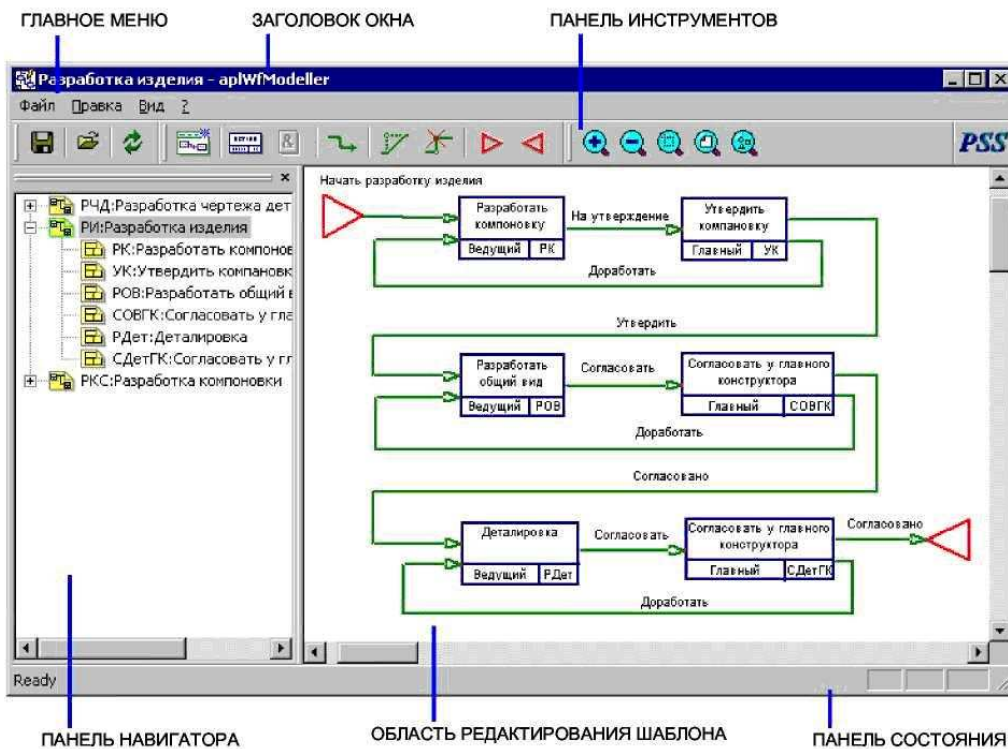 ГЛАВНОЕ МЕНЮ
ЗАГОЛОВОК ОКНА
ПАНЕЛЬ ИНСТРУМЕНТОВ
Разработка изделия - aplWfModeller
Файл Правка Вид ?
PSS
РЧД:Разработка чертежа дет
РИ:Разработка изделия
РК:Разработать компонов
УК:Утвердить компановк
РОВ:Разработать общий в
СОВГК:Согласовать у гла
РДет:Деталировка
СДетГК:Согласовать у гл
РКС:Разработка компоновки
Начать разработку изделия
Разработать
компоновку
Ведущий РК
На утверждение
Утвердить
компановку
Главный УК
Доработать
Утвердить
Разработать
общий вид
Ведущий РОВ
Согласовать
Согласовать у главного
конструктора
Главный СОВГК
Доработать
Согласовано
Деталировка
Ведущий РДет
Согласовать
Согласовать у главного
конструктора
Главный СДетГК
Согласовано
Доработать
Ready
ПАНЕЛЬ НАВИГАТОРА
ОБЛАСТЬ РЕДАКТИРОВАНИЯ ШАБЛОНА
ПАНЕЛЬ СОСТОЯНИЯ